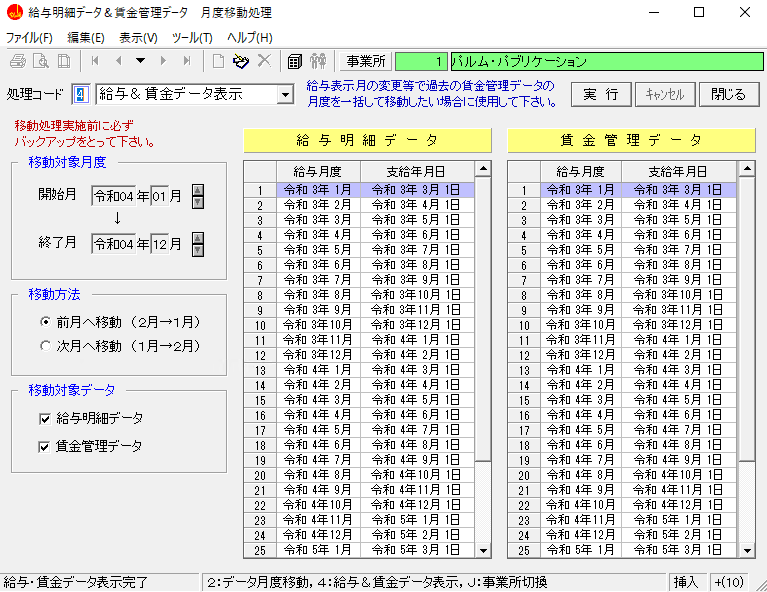 給与明細データ＆賃金管理データ　月度移動処理
ファイル(F) 編集(E) 表示(V) ツール(T) ヘルプ(H)
事業所 1 パルム・パブリケーション
処理コード 4 給与＆賃金データ表示
給与表示月の変更等で過去の賃金管理データの
月度を一括して移動したい場合に使用して下さい。
実 行 キャンセル 閉じる
移動処理実施前に必ず
バックアップをとって下さい。
移動対象月度
開始月 令和04 年 01 月
↓
終了月 令和04 年 12 月
移動方法
前月へ移動（2月→1月）
次月へ移動（1月→2月）
移動対象データ
給与明細データ
賃金管理データ
給与明細データ
給与月度 支給年月日
1 令和 3年 1月 令和 3年 3月 1日
2 令和 3年 2月 令和 3年 4月 1日
3 令和 3年 3月 令和 3年 5月 1日
4 令和 3年 4月 令和 3年 6月 1日
5 令和 3年 5月 令和 3年 7月 1日
6 令和 3年 6月 令和 3年 8月 1日
7 令和 3年 7月 令和 3年 9月 1日
8 令和 3年 8月 令和 3年10月 1日
9 令和 3年 9月 令和 3年11月 1日
10 令和 3年10月 令和 3年12月 1日
11 令和 3年11月 令和 4年 1月 1日
12 令和 3年12月 令和 4年 2月 1日
13 令和 4年 1月 令和 4年 3月 1日
14 令和 4年 2月 令和 4年 4月 1日
15 令和 4年 3月 令和 4年 5月 1日
16 令和 4年 4月 令和 4年 6月 1日
17 令和 4年 5月 令和 4年 7月 1日
18 令和 4年 6月 令和 4年 8月 1日
19 令和 4年 7月 令和 4年 9月 1日
20 令和 4年 8月 令和 4年10月 1日
21 令和 4年 9月 令和 4年11月 1日
22 令和 4年10月 令和 4年12月 1日
23 令和 4年11月 令和 5年 1月 1日
24 令和 4年12月 令和 5年 2月 1日
25 令和 5年 1月 令和 5年 3月 1日
賃金管理データ
給与月度 支給年月日
1 令和 3年 1月 令和 3年 3月 1日
2 令和 3年 2月 令和 3年 4月 1日
3 令和 3年 3月 令和 3年 5月 1日
4 令和 3年 4月 令和 3年 6月 1日
5 令和 3年 5月 令和 3年 7月 1日
6 令和 3年 6月 令和 3年 8月 1日
7 令和 3年 7月 令和 3年 9月 1日
8 令和 3年 8月 令和 3年10月 1日
9 令和 3年 9月 令和 3年11月 1日
10 令和 3年10月 令和 3年12月 1日
11 令和 3年11月 令和 4年 1月 1日
12 令和 3年12月 令和 4年 2月 1日
13 令和 4年 1月 令和 4年 3月 1日
14 令和 4年 2月 令和 4年 4月 1日
15 令和 4年 3月 令和 4年 5月 1日
16 令和 4年 4月 令和 4年 6月 1日
17 令和 4年 5月 令和 4年 7月 1日
18 令和 4年 6月 令和 4年 8月 1日
19 令和 4年 7月 令和 4年 9月 1日
20 令和 4年 8月 令和 4年10月 1日
21 令和 4年 9月 令和 4年11月 1日
22 令和 4年10月 令和 4年12月 1日
23 令和 4年11月 令和 5年 1月 1日
24 令和 4年12月 令和 5年 2月 1日
25 令和 5年 1月 令和 5年 3月 1日
給与・賃金データ表示完了 2：データ月度移動，4：給与＆賃金データ表示，J：事業所切換 挿入 +(10)